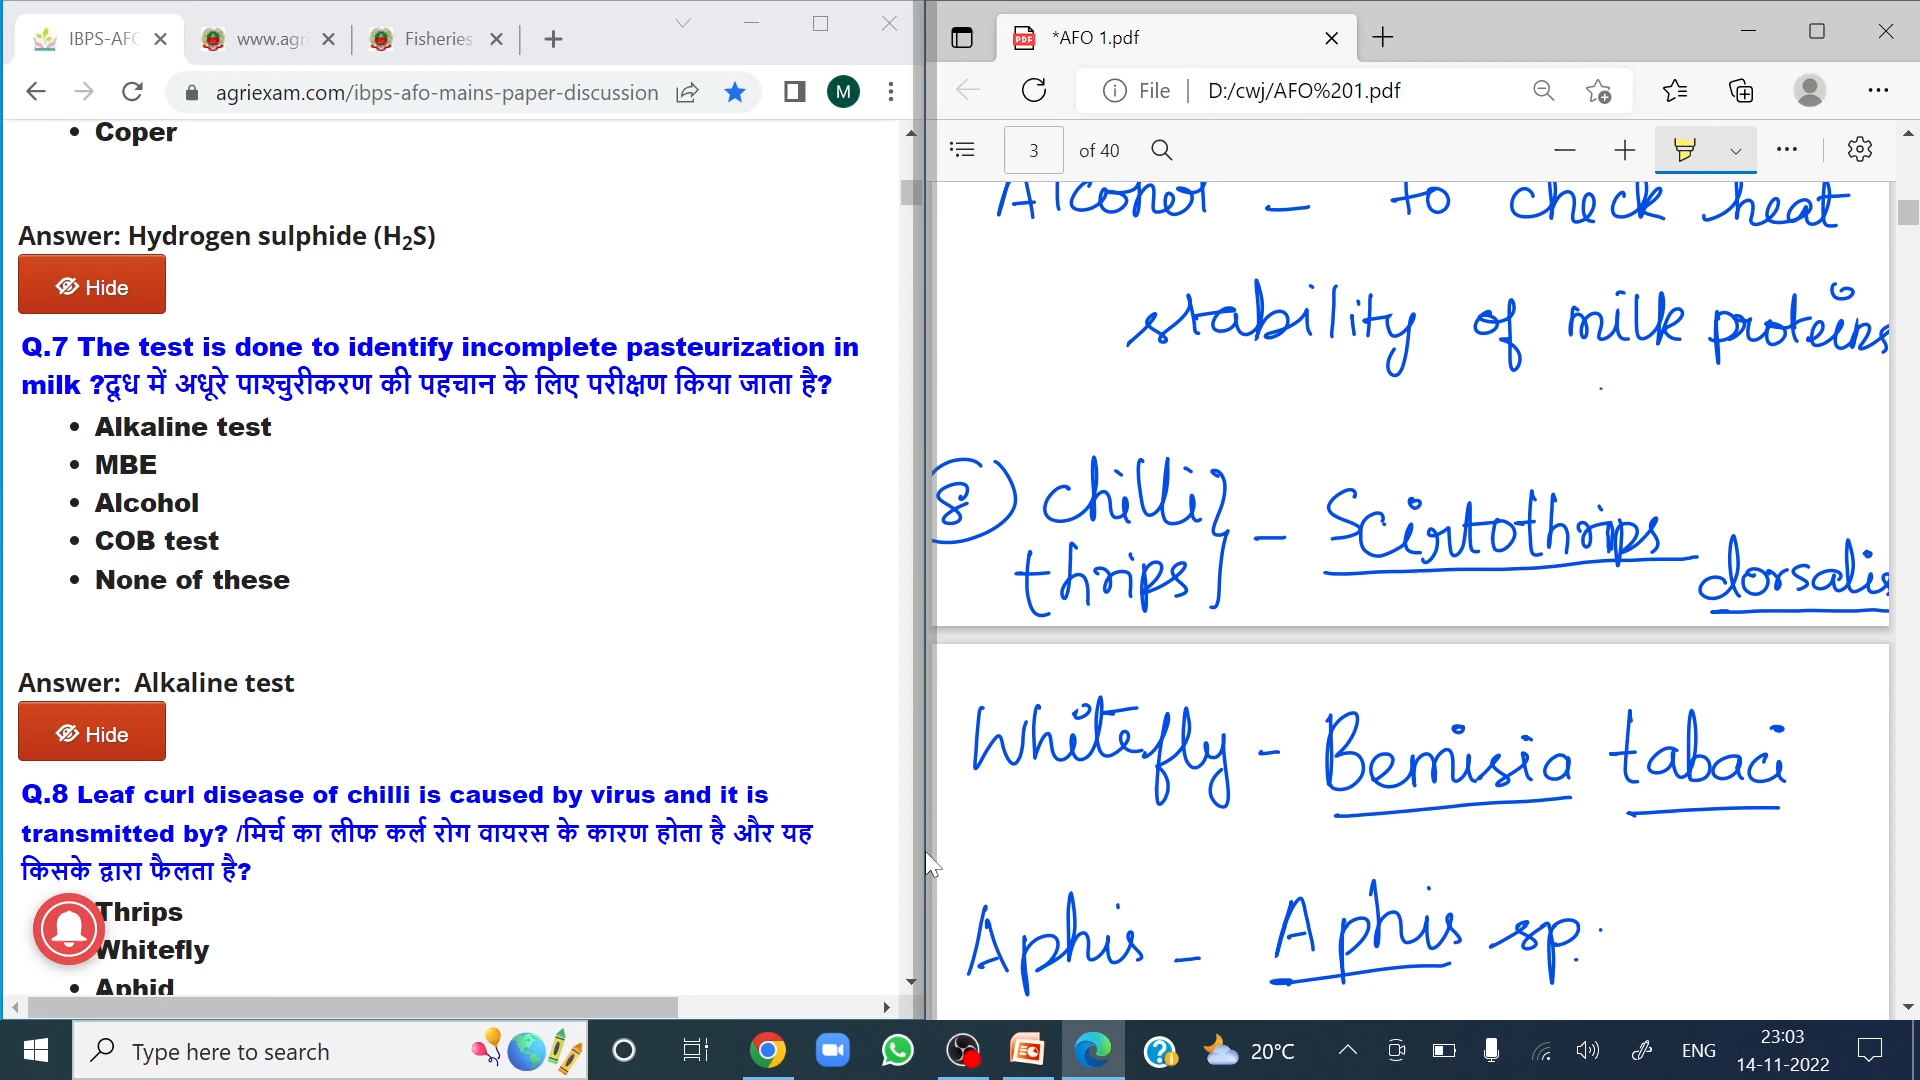 IBPS-AFC
www.agri
Fisheries
agriexam.com/ibps-afo-mains-paper-discussion
M
Coper
Answer: Hydrogen sulphide (H₂S)
Hide
Q.7 The test is done to identify incomplete pasteurization in
milk ?दूध में अधूरे पाश्चुरीकरण की पहचान के लिए परीक्षण किया जाता है?
Alkaline test
MBE
Alcohol
COB test
None of these
Answer: Alkaline test
Hide
Q.8 Leaf curl disease of chilli is caused by virus and it is
transmitted by? /मिर्च का लीफ कर्ल रोग वायरस के कारण होता है और यह
किसके द्वारा फैलता है?
Thrips
Whitefly
Aphid
*AFO 1.pdf
File D:/cwj/AFO%201.pdf
3 of 40
Alcohol – to check heat
stability of milk proteins
8 Chilli thrips } – Scirtothrips dorsalis
Whitefly – Bemisia tabaci
Aphis – Aphis sp.
Type here to search
20°C
ENG
23:03
14-11-2022